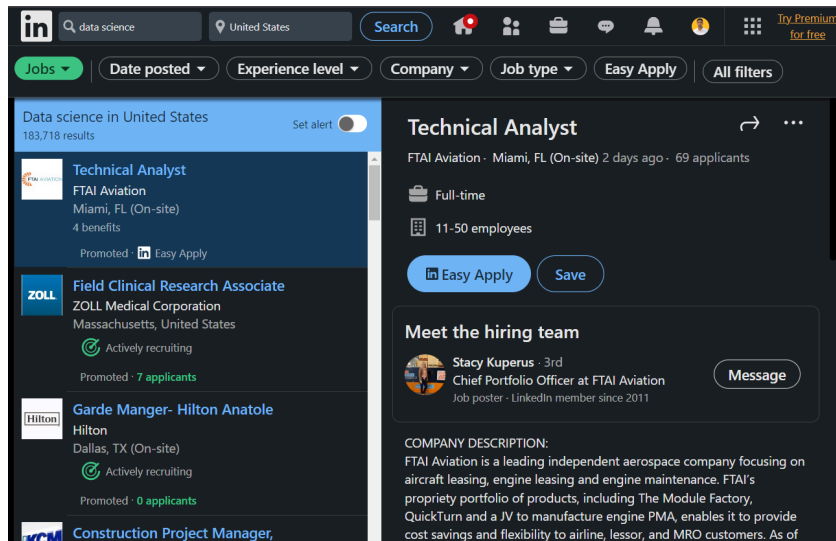 in data science United States Search Try Premium
for free
Jobs Date posted Experience level Company Job type Easy Apply All filters
Data science in United States
183,718 results
Set alert
FTAI AVIATION
Technical Analyst
FTAI Aviation
Miami, FL (On-site)
4 benefits
Promoted · in Easy Apply
ZOLL
Field Clinical Research Associate
ZOLL Medical Corporation
Massachusetts, United States
Actively recruiting
Promoted · 7 applicants
Hilton
Garde Manger- Hilton Anatole
Hilton
Dallas, TX (On-site)
Actively recruiting
Promoted · 0 applicants
KCM
Construction Project Manager,
Technical Analyst
FTAI Aviation · Miami, FL (On-site) 2 days ago · 69 applicants
Full-time
11-50 employees
in Easy Apply Save
Meet the hiring team
Stacy Kuperus · 3rd
Chief Portfolio Officer at FTAI Aviation
Job poster · LinkedIn member since 2011
Message
COMPANY DESCRIPTION:
FTAI Aviation is a leading independent aerospace company focusing on
aircraft leasing, engine leasing and engine maintenance. FTAI's
propriety portfolio of products, including The Module Factory,
QuickTurn and a JV to manufacture engine PMA, enables it to provide
cost savings and flexibility to airline, lessor, and MRO customers. As of